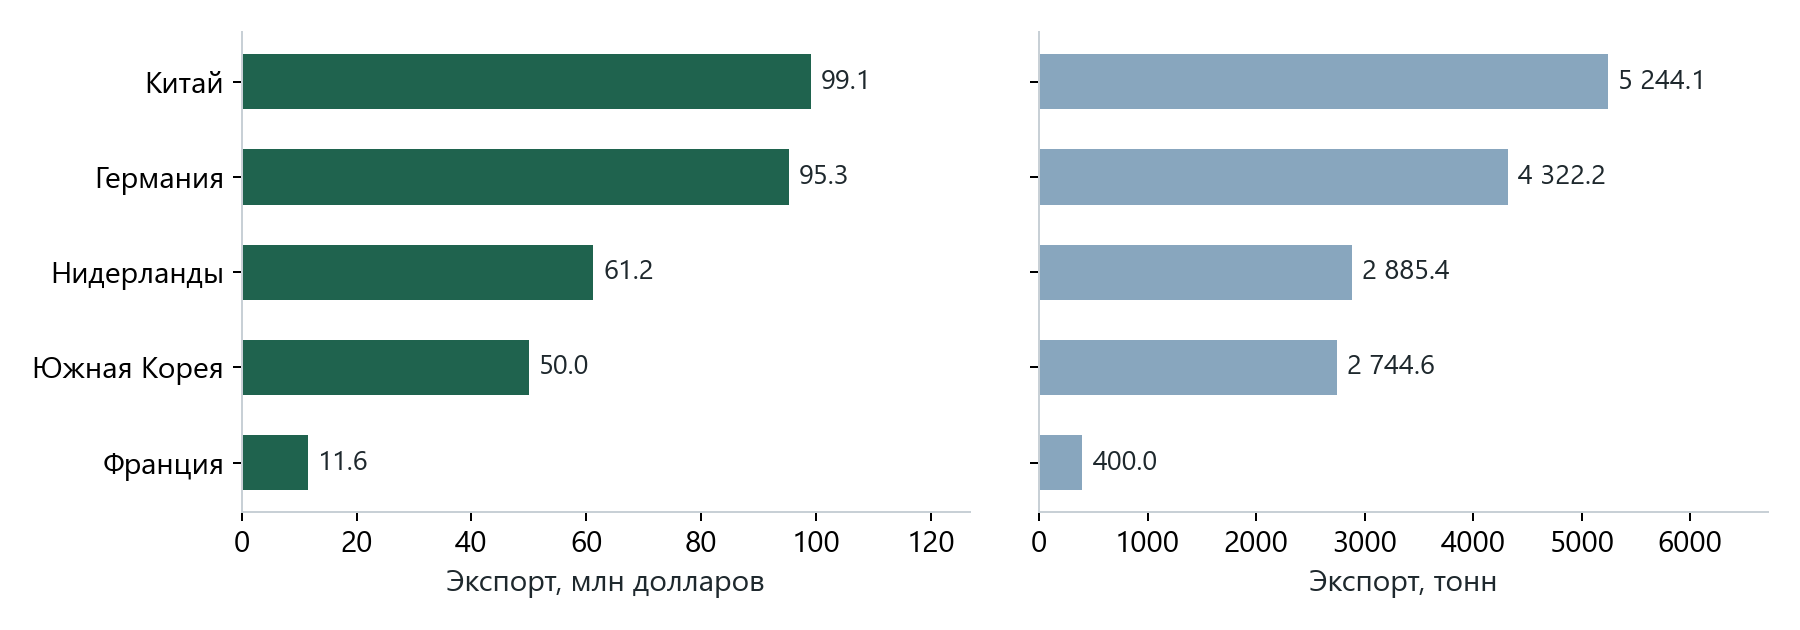 Китай 99.1 5 244.1
Германия 95.3 4 322.2
Нидерланды 61.2 2 885.4
Южная Корея 50.0 2 744.6
Франция 11.6 400.0
0 20 40 60 80 100 120 0 1000 2000 3000 4000 5000 6000
Экспорт, млн долларов Экспорт, тонн